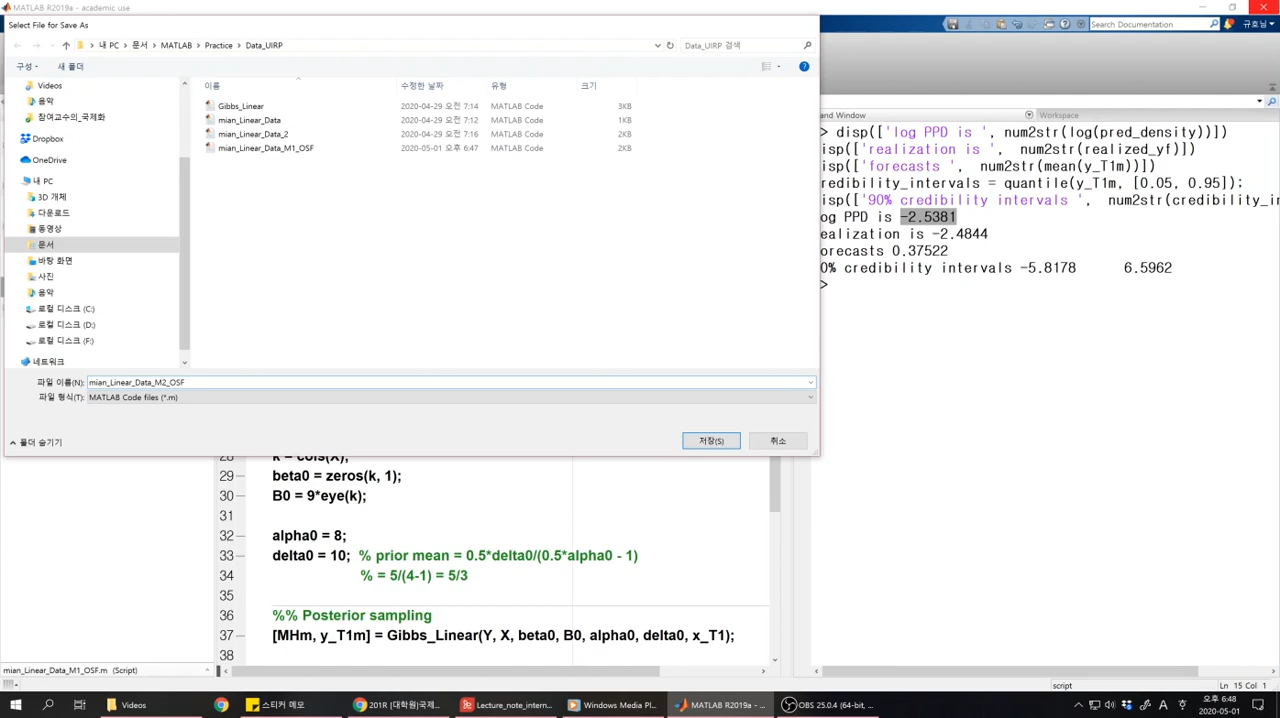 MATLAB R2019a - academic use
Select File for Save As
내 PC > 문서 > MATLAB > Practice > Data_UIRP
Data_UIRP 검색
Search Documentation
규호님
구성
새 폴더
Videos
음악
참여교수의_국제화
Dropbox
OneDrive
내 PC
3D 개체
다운로드
동영상
문서
바탕 화면
사진
음악
로컬 디스크 (C:)
로컬 디스크 (D:)
로컬 디스크 (F:)
네트워크
이름 수정한 날짜 유형 크기
Gibbs_Linear 2020-04-29 오전 7:14 MATLAB Code 3KB
mian_Linear_Data 2020-04-29 오전 7:12 MATLAB Code 1KB
mian_Linear_Data_2 2020-04-29 오전 7:16 MATLAB Code 2KB
mian_Linear_Data_M1_OSF 2020-05-01 오후 6:47 MATLAB Code 2KB
파일 이름(N): mian_Linear_Data_M2_OSF
파일 형식(T): MATLAB Code files (*.m)
폴더 숨기기
저장(S)
취소
and Window
Workspace
> disp(['log PPD is ', num2str(log(pred_density))])
isp(['realization is ', num2str(realized_yf)])
isp(['forecasts ', num2str(mean(y_T1m))])
redibility_intervals = quantile(y_T1m, [0.05, 0.95]);
isp(['90% credibility intervals ', num2str(credibility_in
og PPD is -2.5381
ealization is -2.4844
orecasts 0.37522
0% credibility intervals -5.8178 6.5962
>
28 k = cols(X);
29 beta0 = zeros(k, 1);
30 B0 = 9*eye(k);
31
32 alpha0 = 8;
33 delta0 = 10; % prior mean = 0.5*delta0/(0.5*alpha0 - 1)
34 % = 5/(4-1) = 5/3
35
36 %% Posterior sampling
37 [MHm, y_T1m] = Gibbs_Linear(Y, X, beta0, B0, alpha0, delta0, x_T1);
38
mian_Linear_Data_M1_OSF.m (Script)
script
Ln 15 Col 1
Videos
스티커 메모
201R [대학원]국제...
Lecture_note_intern...
Windows Media Pl...
MATLAB R2019a - ...
OBS 25.0.4 (64-bit, ...
A
오후 6:48
2020-05-01